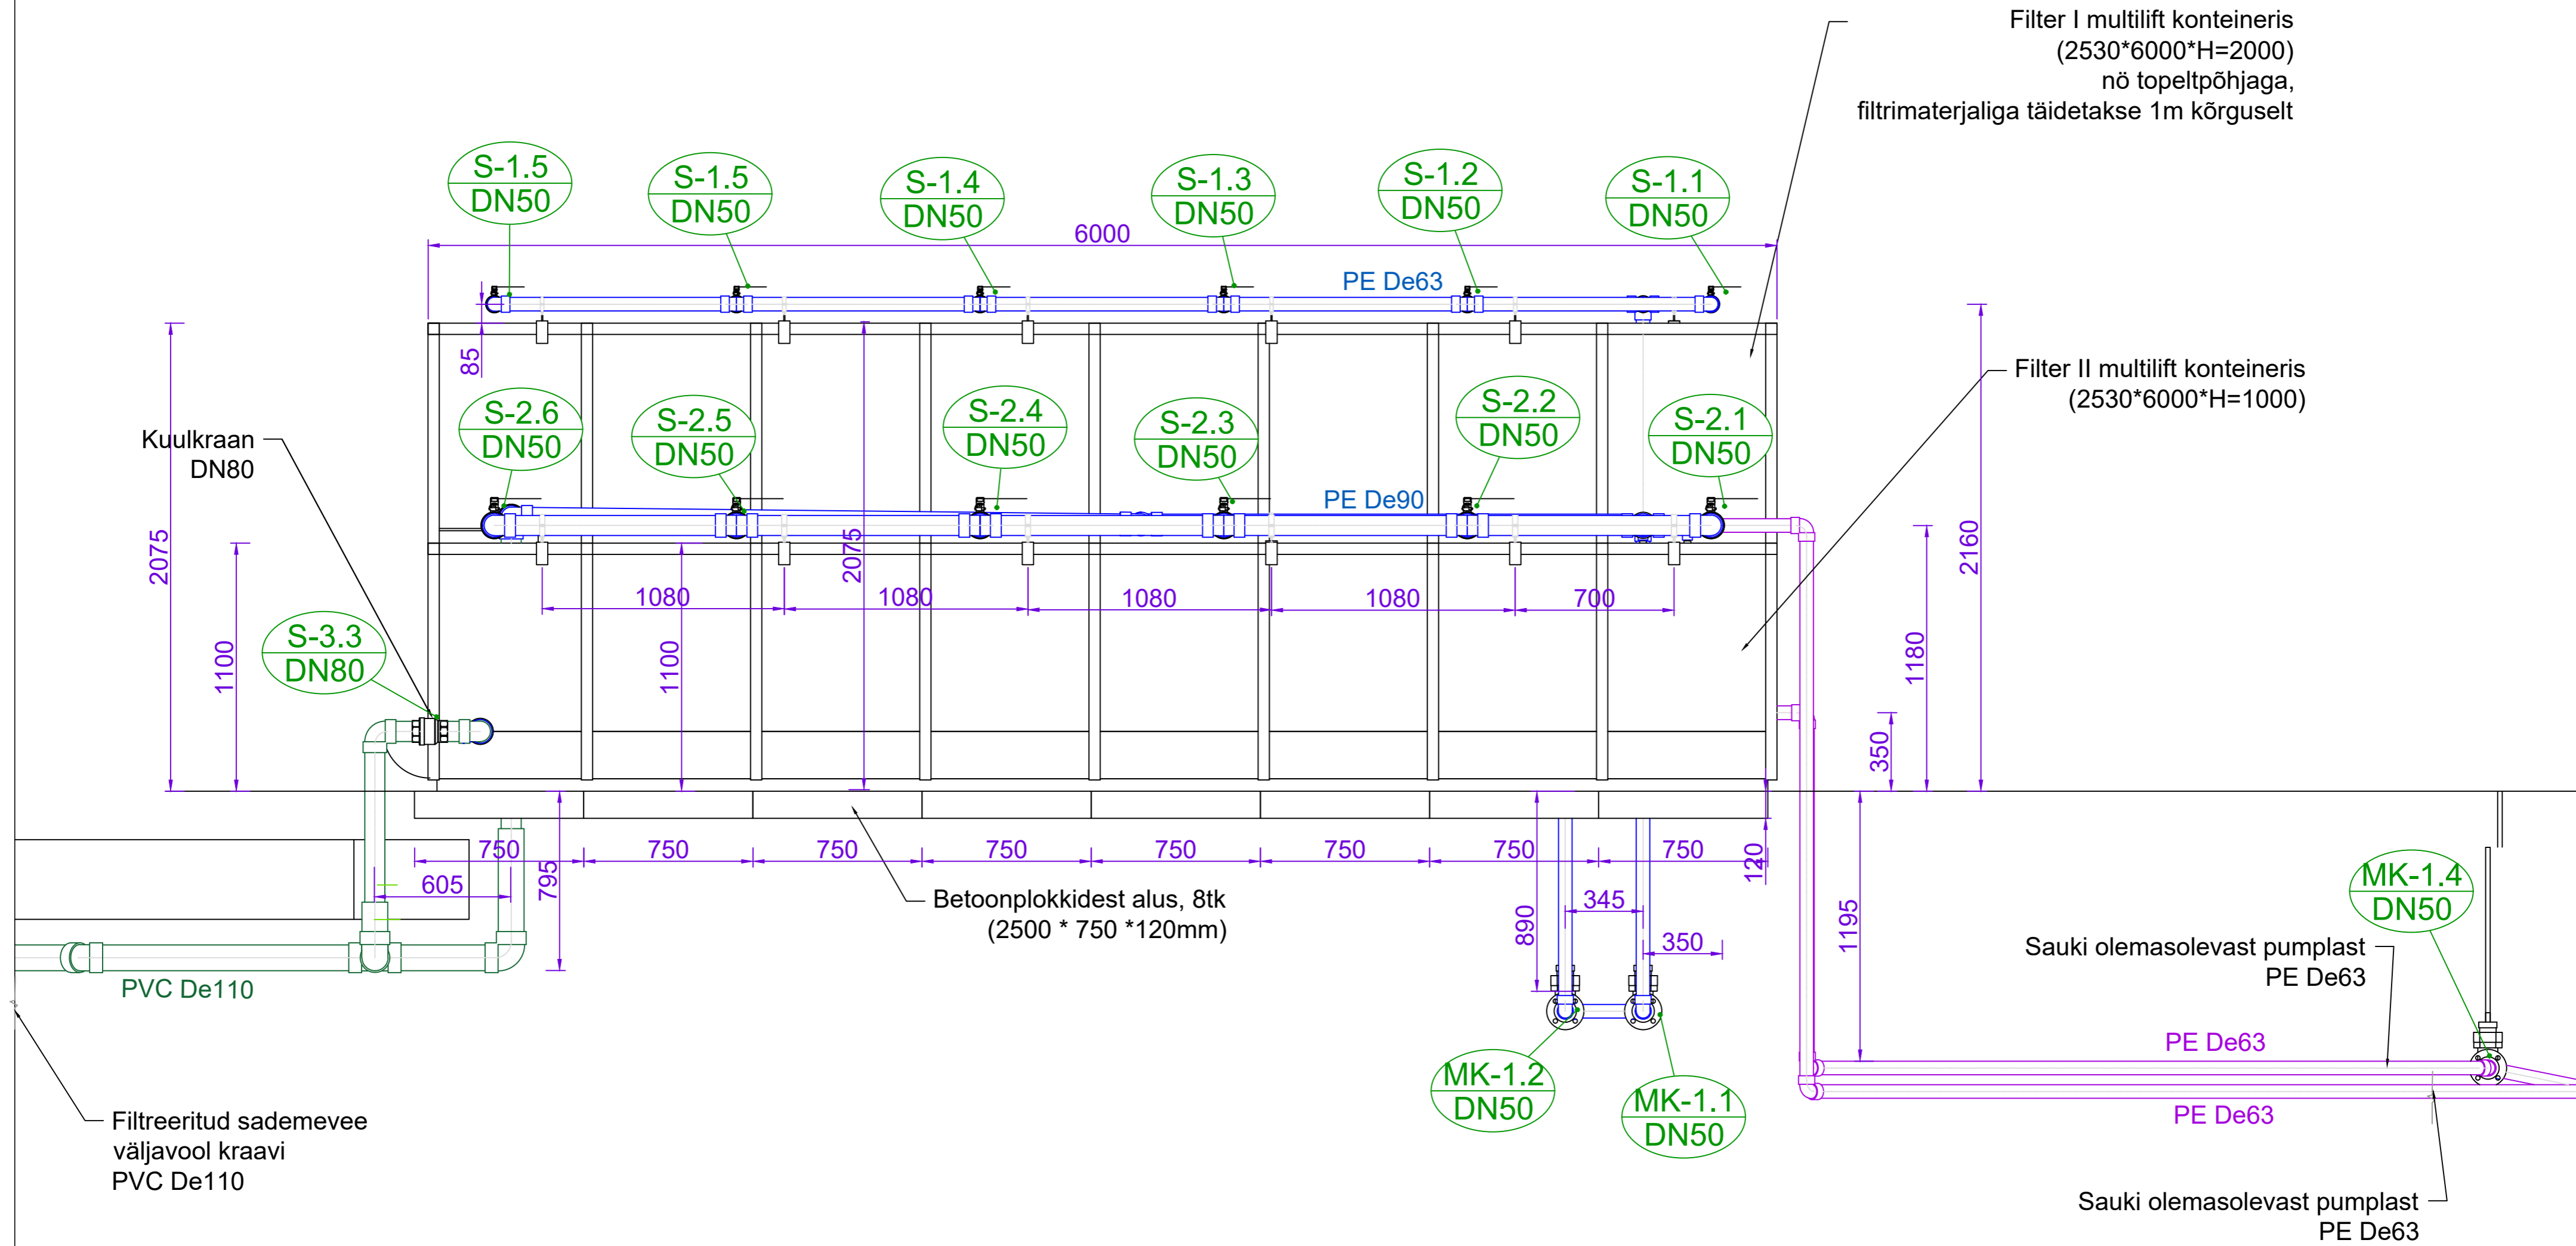 Filter I multilift konteineris
(2530*6000*H=2000)
nö topeltpõhjaga,
filtrimaterjaliga täidetakse 1m kõrguselt
S-1.5
DN50
S-1.5
DN50
S-1.4
DN50
S-1.3
DN50
S-1.2
DN50
S-1.1
DN50
6000
PE De63
85
Filter II multilift konteineris
(2530*6000*H=1000)
Kuulkraan
DN80
S-2.6
DN50
S-2.5
DN50
S-2.4
DN50
S-2.3
DN50
S-2.2
DN50
S-2.1
DN50
PE De90
2075
2075
2160
1080
1080
1080
1080
700
S-3.3
DN80
1100
1100
1180
350
750
750
750
750
750
750
750
750
120
605
795
Betoonplokkidest alus, 8tk
(2500 * 750 *120mm)
890
345
350
1195
MK-1.4
DN50
Sauki olemasolevast pumplast
PE De63
PVC De110
MK-1.2
DN50
MK-1.1
DN50
PE De63
PE De63
Filtreeritud sademevee
väljavool kraavi
PVC De110
Sauki olemasolevast pumplast
PE De63